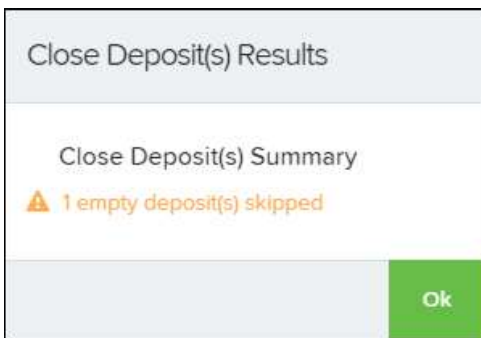 Close Deposit(s) Results
Close Deposit(s) Summary
1 empty deposit(s) skipped
Ok